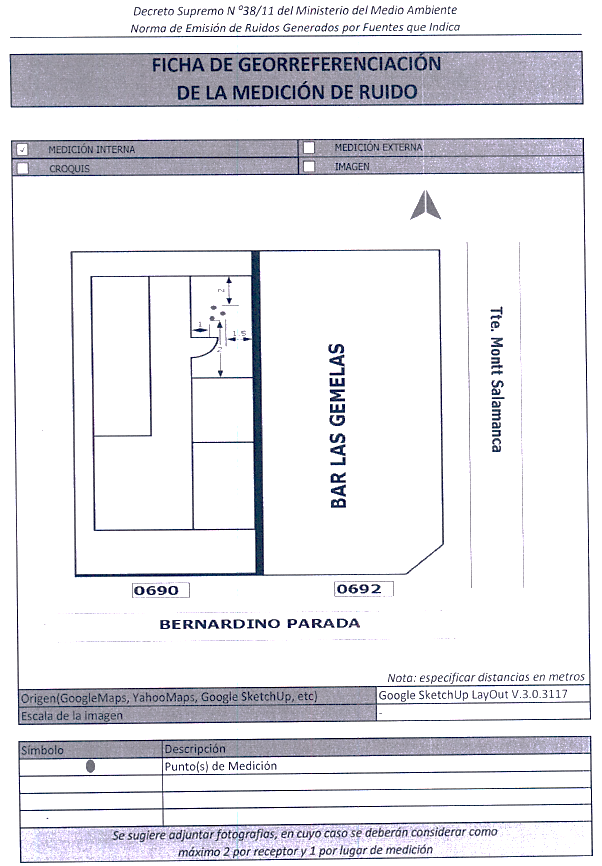 Decreto Supremo N °38/11 del Ministerio del Medio Ambiente
Norma de Emisión de Ruidos Generados por Fuentes que Indica
FICHA DE GEORREFERENCIACIÓN
DE LA MEDICIÓN DE RUIDO
✓ MEDICIÓN INTERNA
MEDICIÓN EXTERNA
CROQUIS
IMAGEN
2
1
1.5
2
BAR LAS GEMELAS
Tte. Montt Salamanca
0690
0692
BERNARDINO PARADA
Nota: especificar distancias en metros
Origen(GoogleMaps, YahooMaps, Google SketchUp, etc)
Google SketchUp LayOut V.3.0.3117
Escala de la imagen
-
Símbolo
Descripción
Punto(s) de Medición
Se sugiere adjuntar fotografías, en cuyo caso se deberán considerar como
máximo 2 por receptor y 1 por lugar de medición